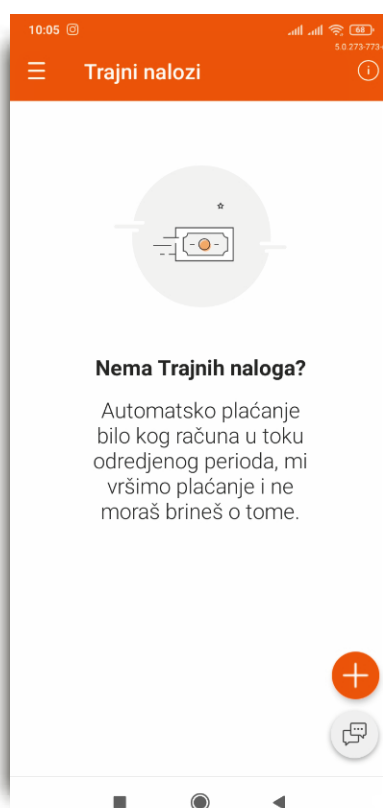 10:05
68
5.0.273-773-
Trajni nalozi
Nema Trajnih naloga?
Automatsko plaćanje
bilo kog računa u toku
odredjenog perioda, mi
vršimo plaćanje i ne
moraš brineš o tome.